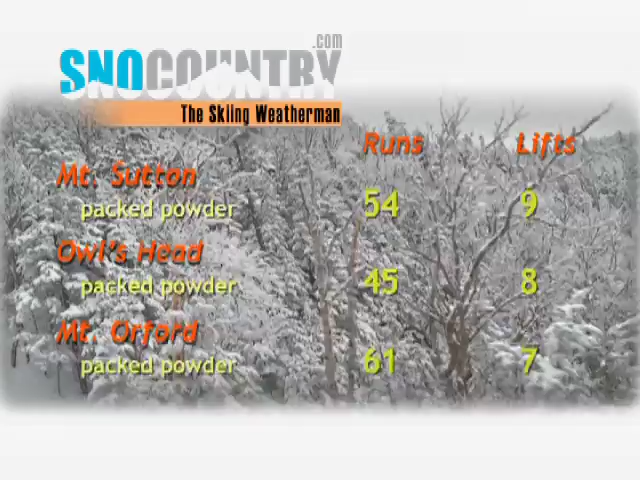 SNOCOUNTRY.com
The Skiing Weatherman
Runs Lifts
Mt. Sutton
packed powder 54 9
Owl's Head
packed powder 45 8
Mt. Orford
packed powder 61 7